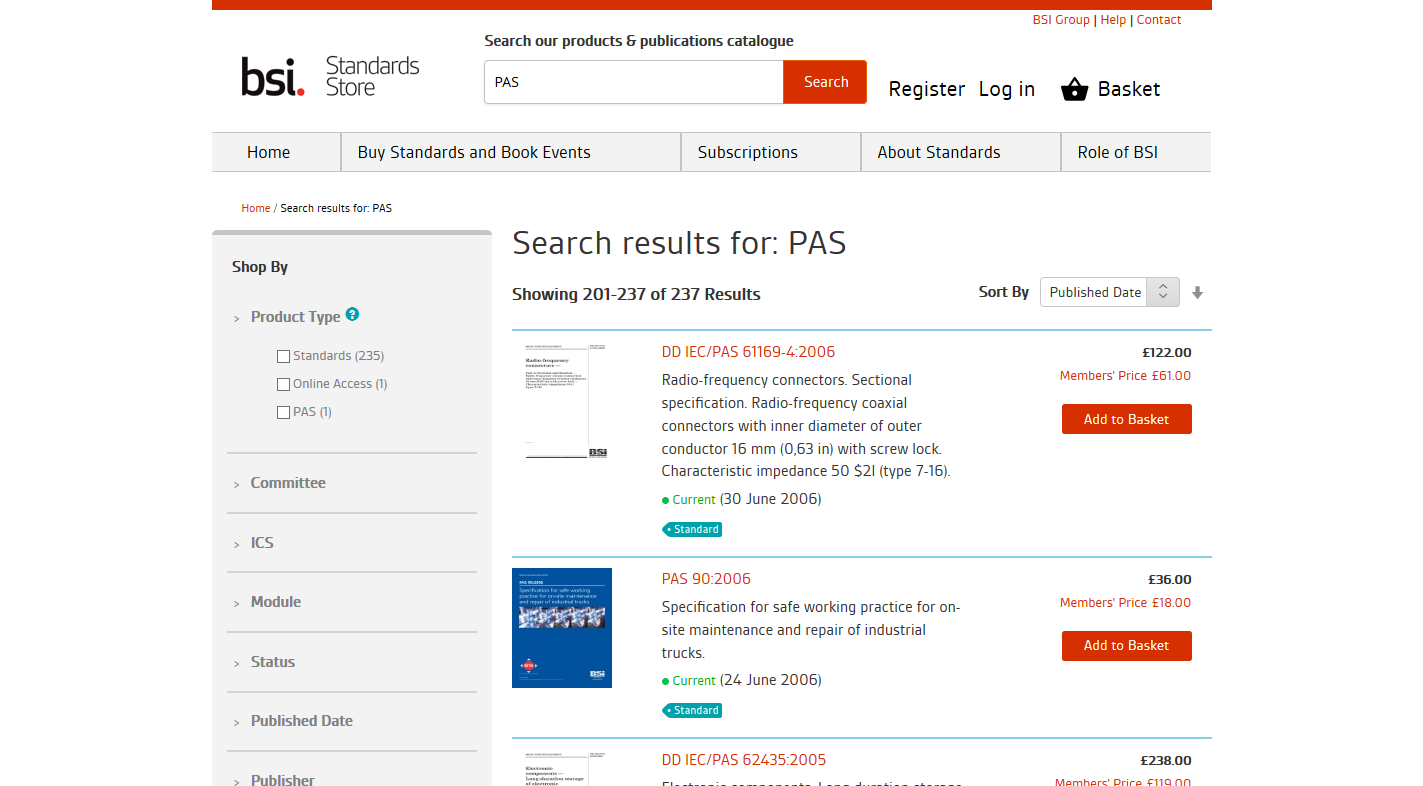 BSI Group | Help | Contact
Search our products & publications catalogue
bsi. Standards Store
PAS
Search
Register Log in Basket
Home Buy Standards and Book Events Subscriptions About Standards Role of BSI
Home / Search results for: PAS
Shop By
> Product Type ?
Standards (235)
Online Access (1)
PAS (1)
> Committee
> ICS
> Module
> Status
> Published Date
> Publisher
Search results for: PAS
Showing 201-237 of 237 Results
Sort By Published Date
Radio-frequency
connectors —
BSi
DD IEC/PAS 61169-4:2006
Radio-frequency connectors. Sectional
specification. Radio-frequency coaxial
connectors with inner diameter of outer
conductor 16 mm (0,63 in) with screw lock.
Characteristic impedance 50 $2l (type 7-16).
Current (30 June 2006)
Standard
£122.00
Members' Price £61.00
Add to Basket
PAS 90:2006
Specification for safe working
practice for on-site maintenance
and repair of industrial trucks
BSi
PAS 90:2006
Specification for safe working practice for on-
site maintenance and repair of industrial
trucks.
Current (24 June 2006)
Standard
£36.00
Members' Price £18.00
Add to Basket
Electronic
components —
Long-duration storage
of electronic
DD IEC/PAS 62435:2005
Electronic components. Long-duration storage
£238.00
Members' Price £119.00